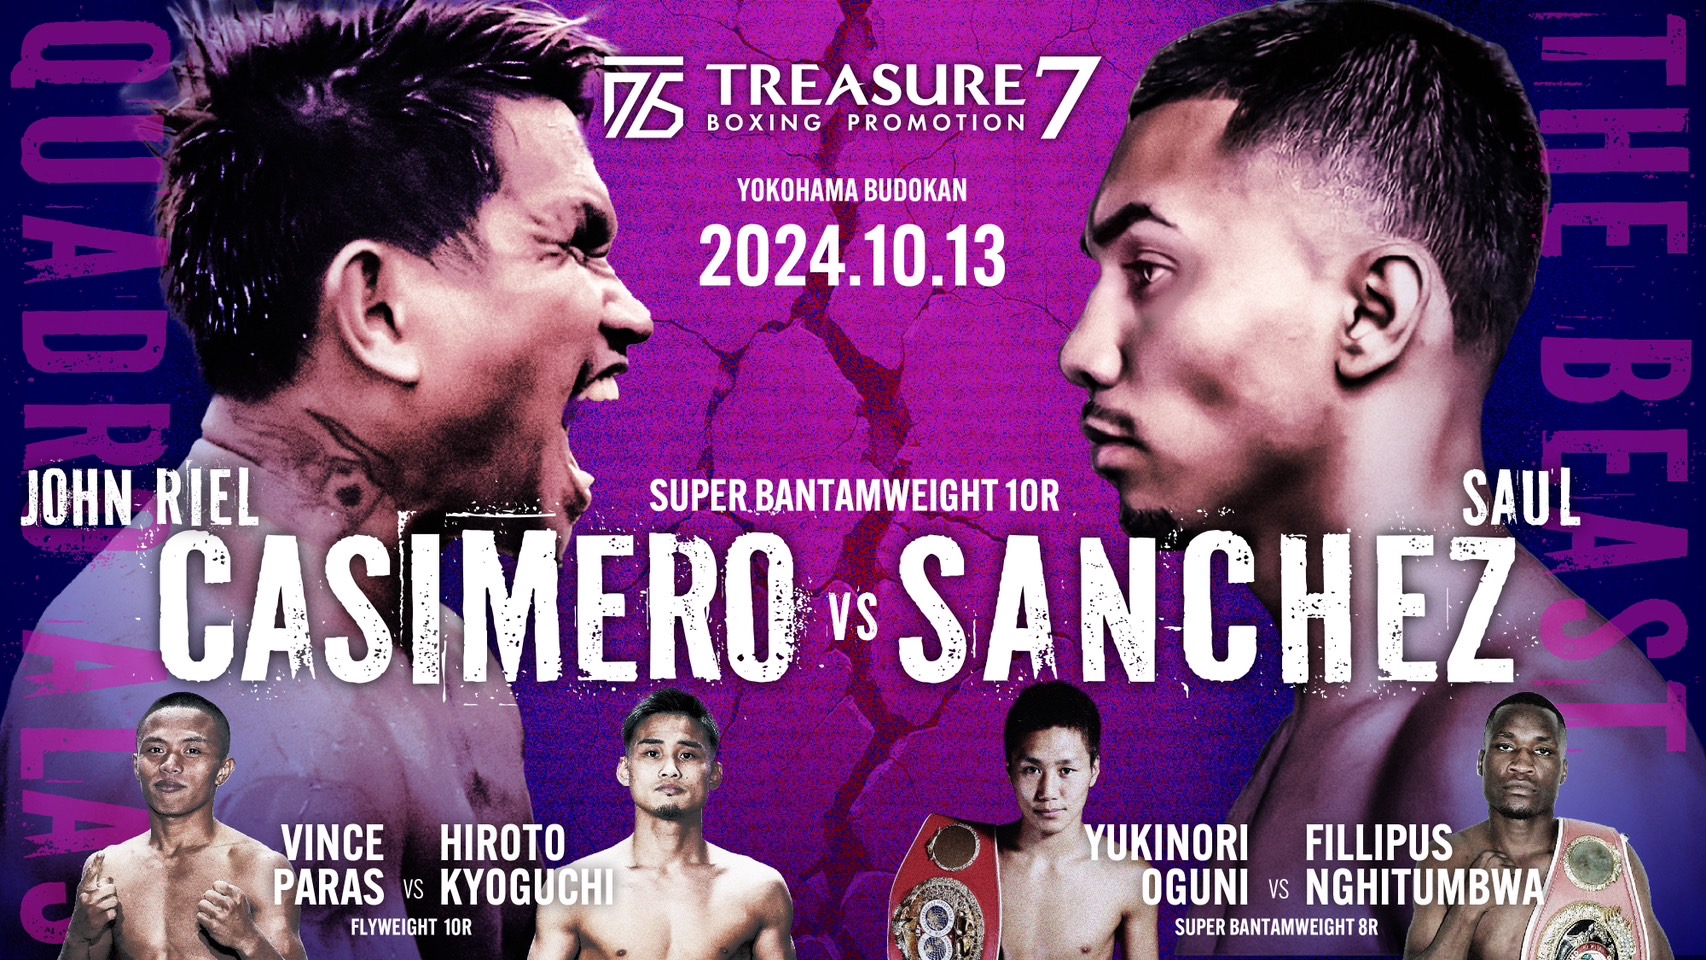 QUADRO ALAS
THE BEAST
TREASURE 7
BOXING PROMOTION
YOKOHAMA BUDOKAN
2024.10.13
SUPER BANTAMWEIGHT 10R
JOHN RIEL
CASIMERO
VS
SAUL
SANCHEZ
VINCE
PARAS
VS
HIROTO
KYOGUCHI
FLYWEIGHT 10R
YUKINORI
OGUNI
VS
FILLIPUS
NGHITUMBWA
SUPER BANTAMWEIGHT 8R